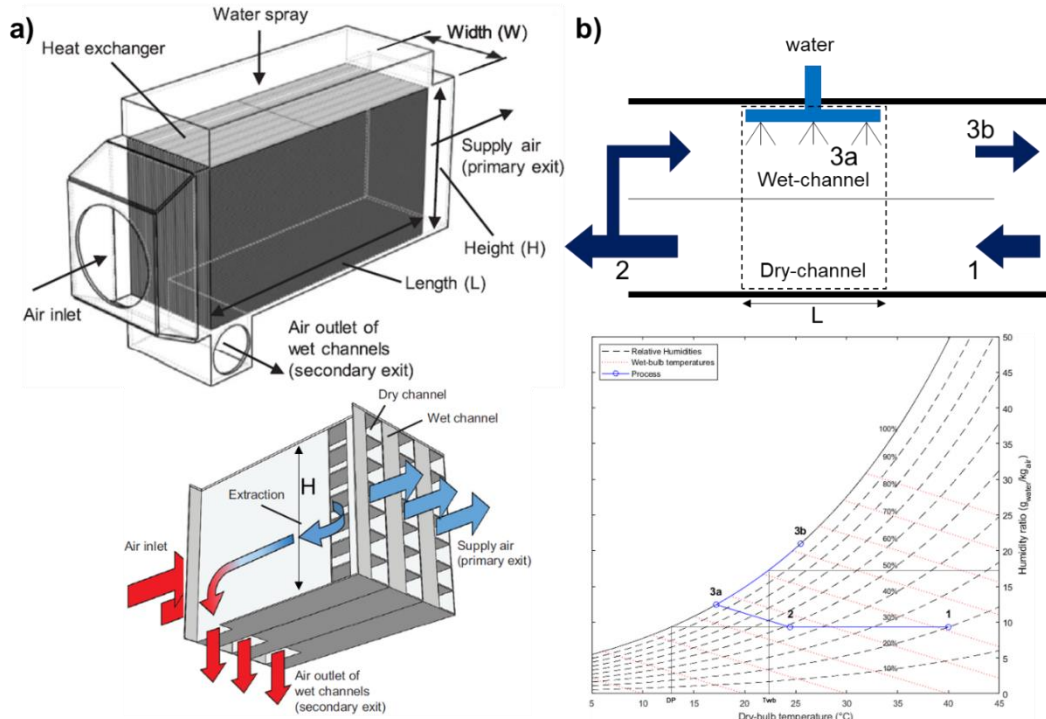 a)
Water spray
Heat exchanger
Width (W)
Supply air
(primary exit)
Height (H)
Length (L)
Air inlet
Air outlet of
wet channels
(secondary exit)
Dry channel
Wet channel
Extraction
H
Air inlet
Supply air
(primary exit)
Air outlet of
wet channels
(secondary exit)
b)
water
3a
3b
Wet-channel
2
1
Dry-channel
L
Relative Humidities
Wet-bulb temperatures
Process
100%
90%
80%
70%
60%
50%
40%
30%
20%
10%
3b
3a
2
1
50
45
40
35
30
25
20
15
10
5
0
Humidity ratio (g_water/kg_air)
5
DP
15
20
Twb
25
30
35
40
45
Dry-bulb temperature (°C)